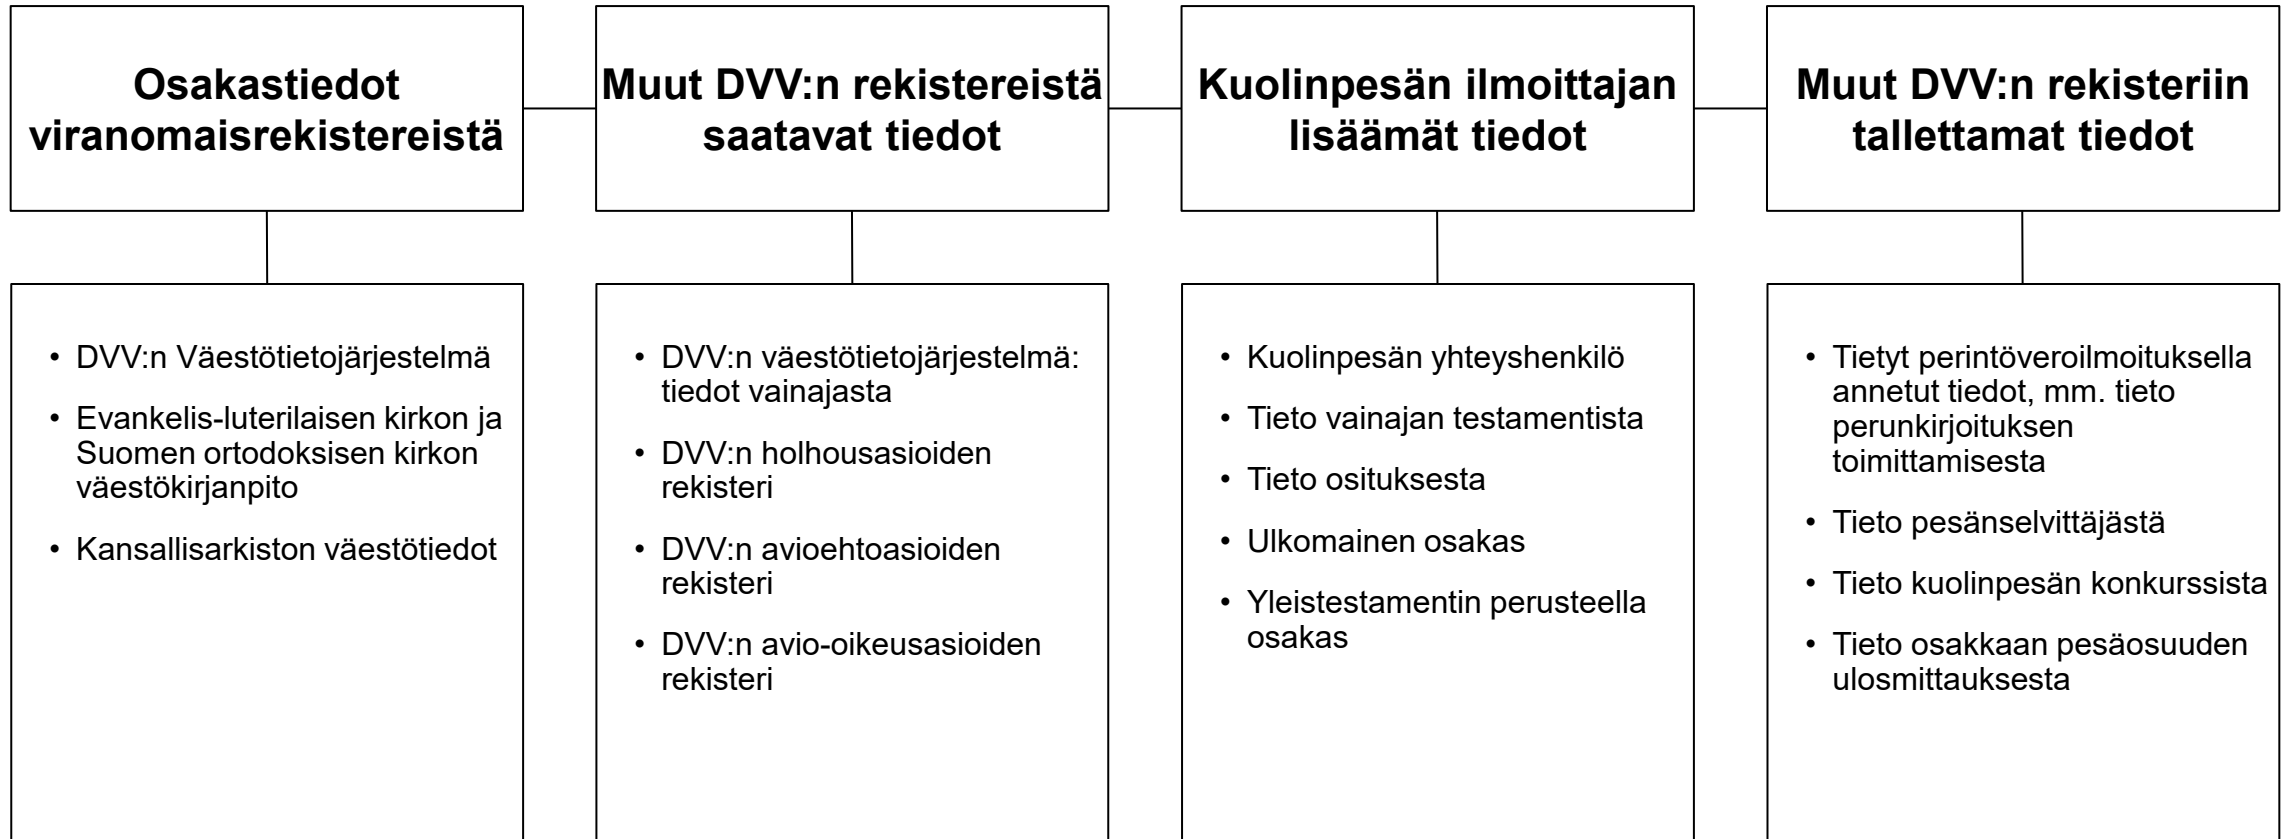 Osakastiedot
viranomaisrekistereistä
Muut DVV:n rekistereistä
saatavat tiedot
Kuolinpesän ilmoittajan
lisäämät tiedot
Muut DVV:n rekisteriin
tallettamat tiedot
• DVV:n Väestötietojärjestelmä
• Evankelis-luterilaisen kirkon ja
Suomen ortodoksisen kirkon
väestökirjanpito
• Kansallisarkiston väestötiedot
• DVV:n väestötietojärjestelmä:
tiedot vainajasta
• DVV:n holhousasioiden
rekisteri
• DVV:n avioehtoasioiden
rekisteri
• DVV:n avio-oikeusasioiden
rekisteri
• Kuolinpesän yhteyshenkilö
• Tieto vainajan testamentista
• Tieto osituksesta
• Ulkomainen osakas
• Yleistestamentin perusteella
osakas
• Tietyt perintöveroilmoituksella
annetut tiedot, mm. tieto
perunkirjoituksen
toimittamisesta
• Tieto pesänselvittäjästä
• Tieto kuolinpesän konkurssista
• Tieto osakkaan pesäosuuden
ulosmittauksesta